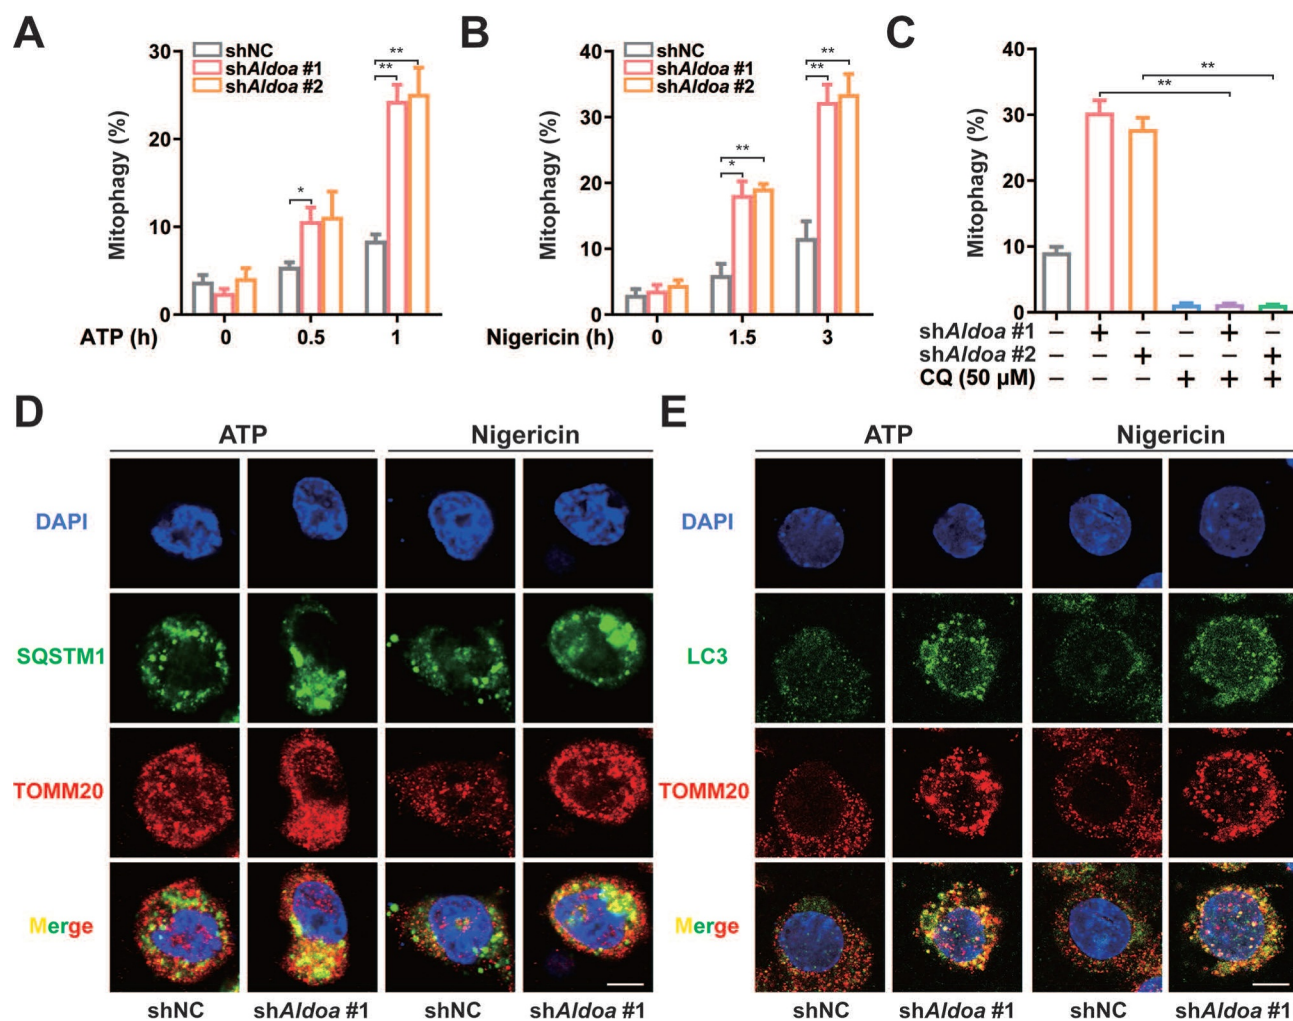 A
30
20
10
0
Mitophagy (%)
shNC
shAldoa #1
shAldoa #2
*
**
**
ATP (h)
0
0.5
1
B
40
30
20
10
0
Mitophagy (%)
shNC
shAldoa #1
shAldoa #2
*
**
**
**
Nigericin (h)
0
1.5
3
C
40
30
20
10
0
Mitophagy (%)
**
**
shAldoa #1 – + – – + –
shAldoa #2 – – + – – +
CQ (50 µM) – – – + + +
D
ATP
Nigericin
DAPI
SQSTM1
TOMM20
Merge
shNC
shAldoa #1
shNC
shAldoa #1
E
ATP
Nigericin
DAPI
LC3
TOMM20
Merge
shNC
shAldoa #1
shNC
shAldoa #1